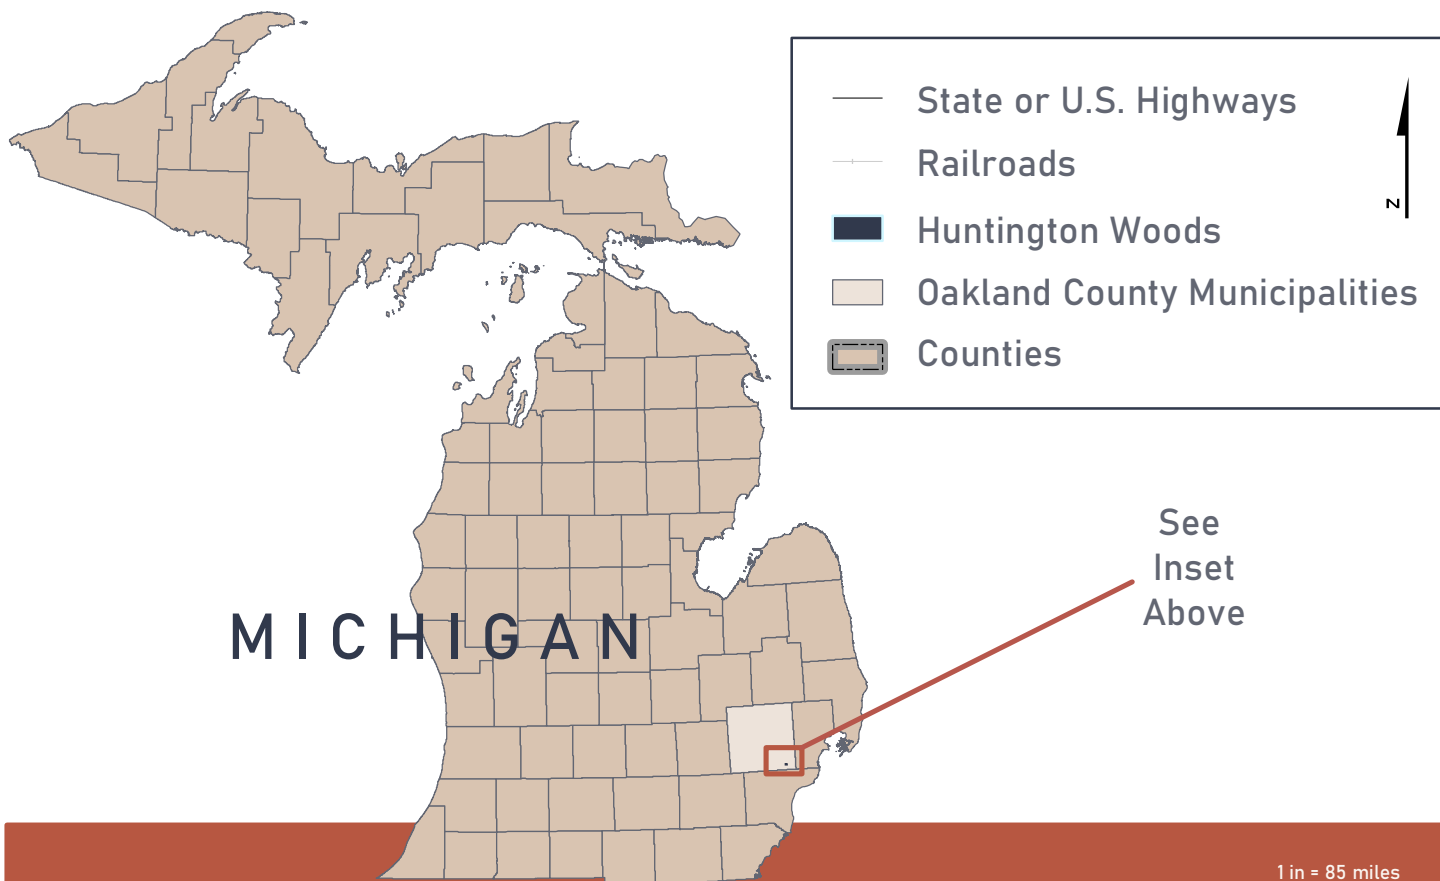 State or U.S. Highways
Railroads
Huntington Woods
Oakland County Municipalities
Counties
N
See
Inset
Above
MICHIGAN
1 in = 85 miles